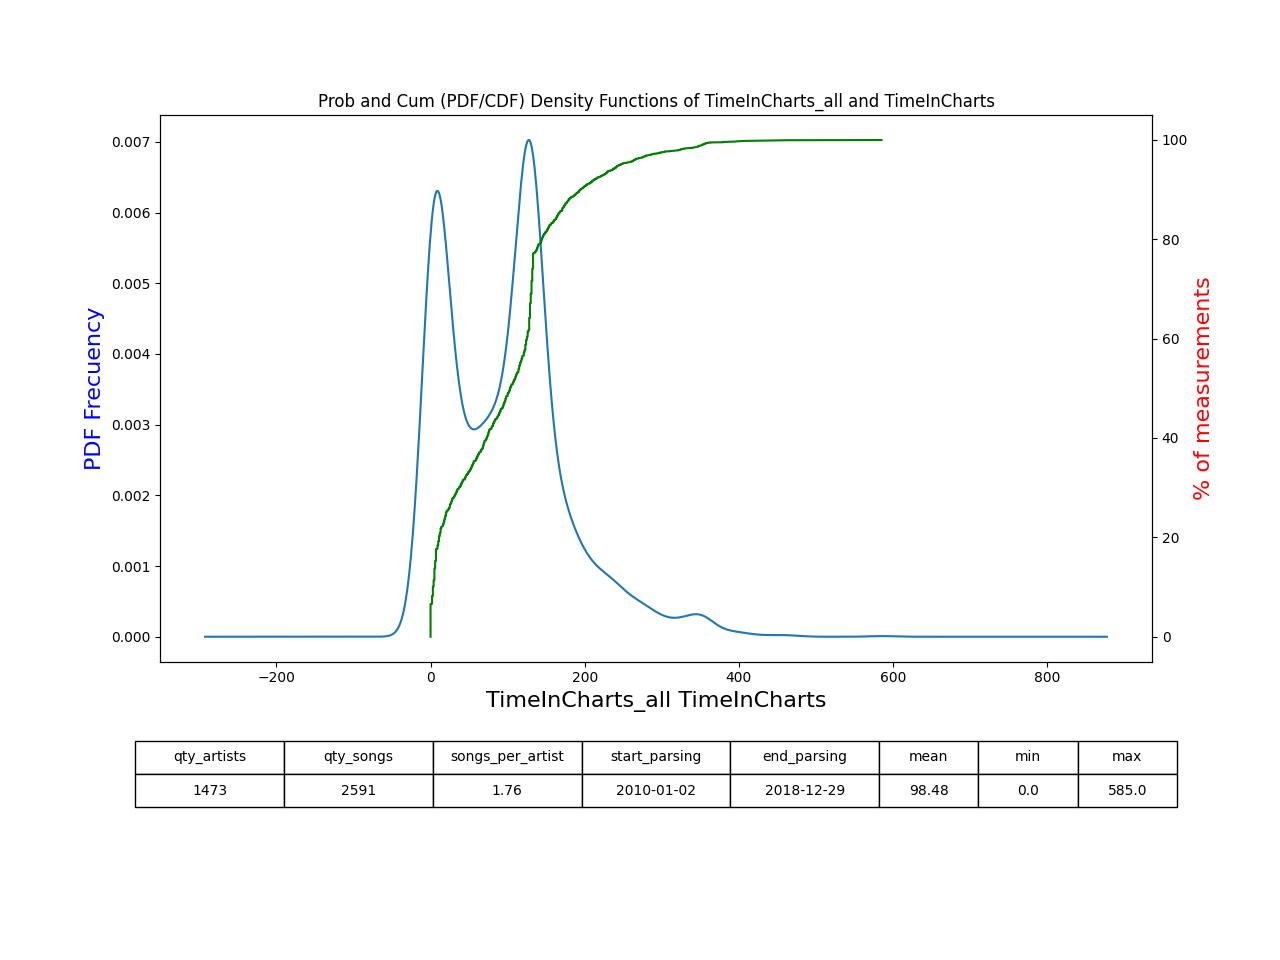 Prob and Cum (PDF/CDF) Density Functions of TimeInCharts_all and TimeInCharts
PDF Frecuency
0.007
0.006
0.005
0.004
0.003
0.002
0.001
0.000
100
80
60
40
20
0
% of measurements
−200 0 200 400 600 800
TimeInCharts_all TimeInCharts
qty_artists qty_songs songs_per_artist start_parsing end_parsing mean min max
1473 2591 1.76 2010-01-02 2018-12-29 98.48 0.0 585.0